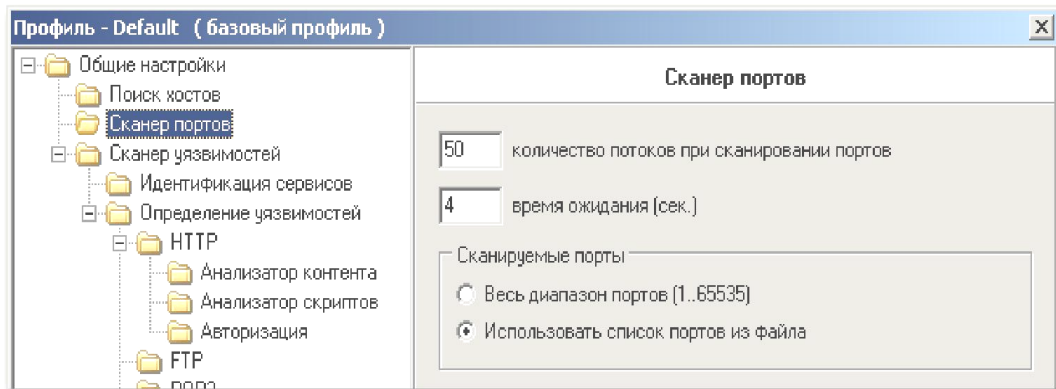 Профиль - Default ( базовый профиль )
Общие настройки
Поиск хостов
Сканер портов
Сканер уязвимостей
Идентификация сервисов
Определение уязвимостей
HTTP
Анализатор контента
Анализатор скриптов
Авторизация
FTP
Сканер портов
50 количество потоков при сканировании портов
4 время ожидания (сек.)
Сканируемые порты
Весь диапазон портов (1..65535)
Использовать список портов из файла